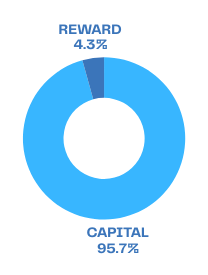 REWARD
4.3%
CAPITAL
95.7%